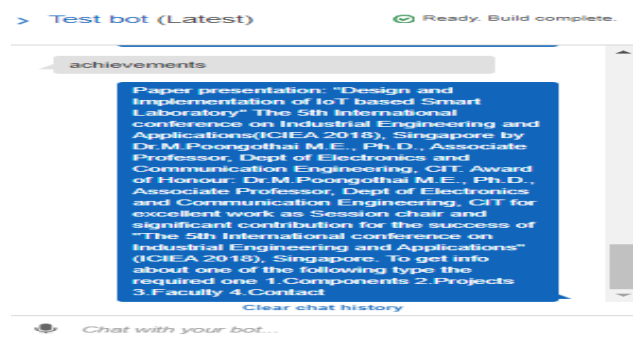 > Test bot (Latest)
Ready. Build complete.
achievements
Paper presentation: "Design and
Implementation of IoT based Smart
Laboratory" The 5th International
conference on Industrial Engineering and
Applications(ICIEA 2018), Singapore by
Dr.M.Poongothai M.E., Ph.D., Associate
Professor, Dept of Electronics and
Communication Engineering, CIT. Award
of Honour: Dr.M.Poongothai M.E., Ph.D.,
Associate Professor, Dept of Electronics
and Communication Engineering, CIT for
excellent work as Session chair and
significant contribution for the success of
"The 5th International conference on
Industrial Engineering and Applications"
(ICIEA 2018), Singapore. To get info
about one of the following type the
required one 1.Components 2.Projects
3.Faculty 4.Contact
Clear chat history
Chat with your bot...